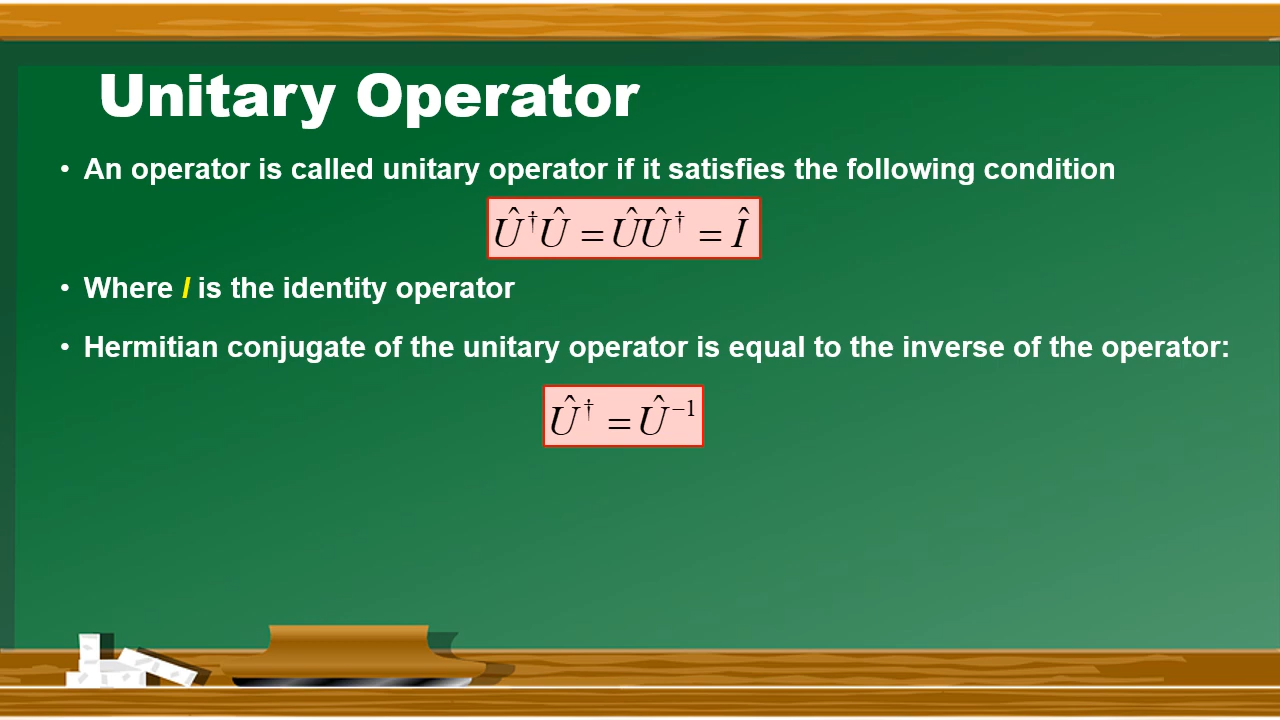 Unitary Operator
• An operator is called unitary operator if it satisfies the following condition
Û†Û = ÛÛ† = Î
• Where I is the identity operator
• Hermitian conjugate of the unitary operator is equal to the inverse of the operator:
Û† = Û⁻¹